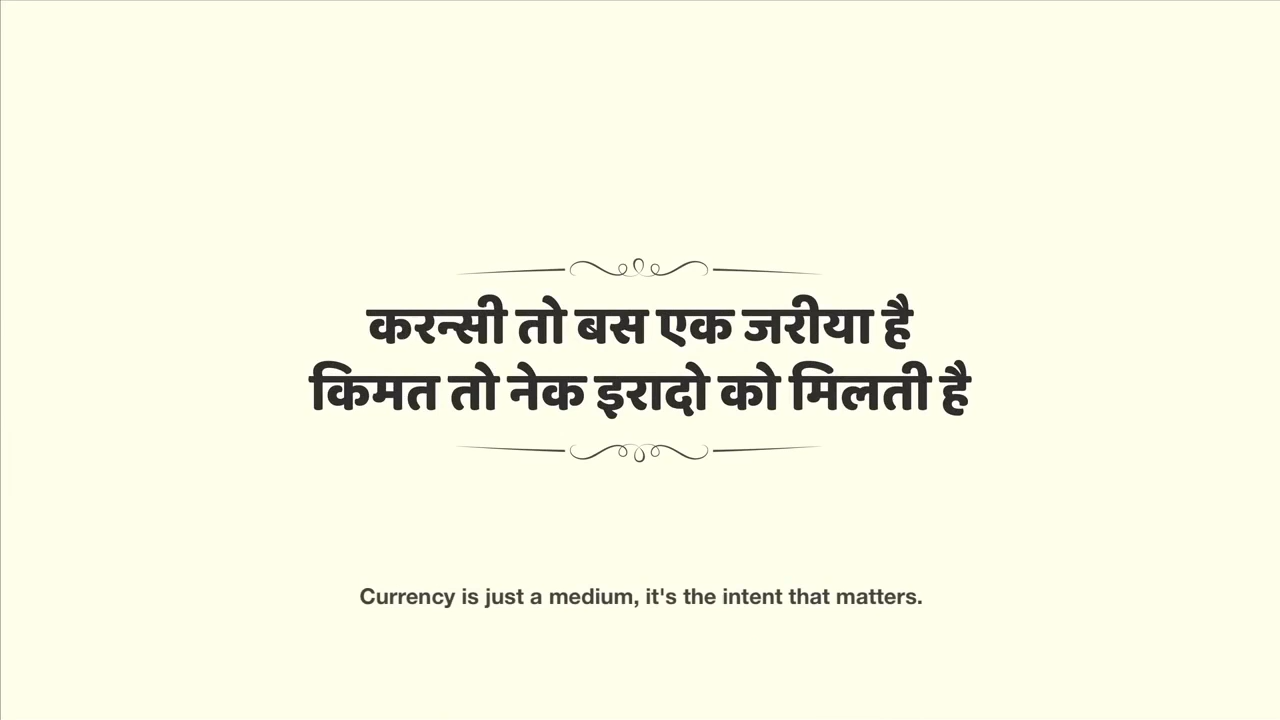 करन्सी तो बस एक जरीया है
किमत तो नेक इरादो को मिलती है
Currency is just a medium, it's the intent that matters.